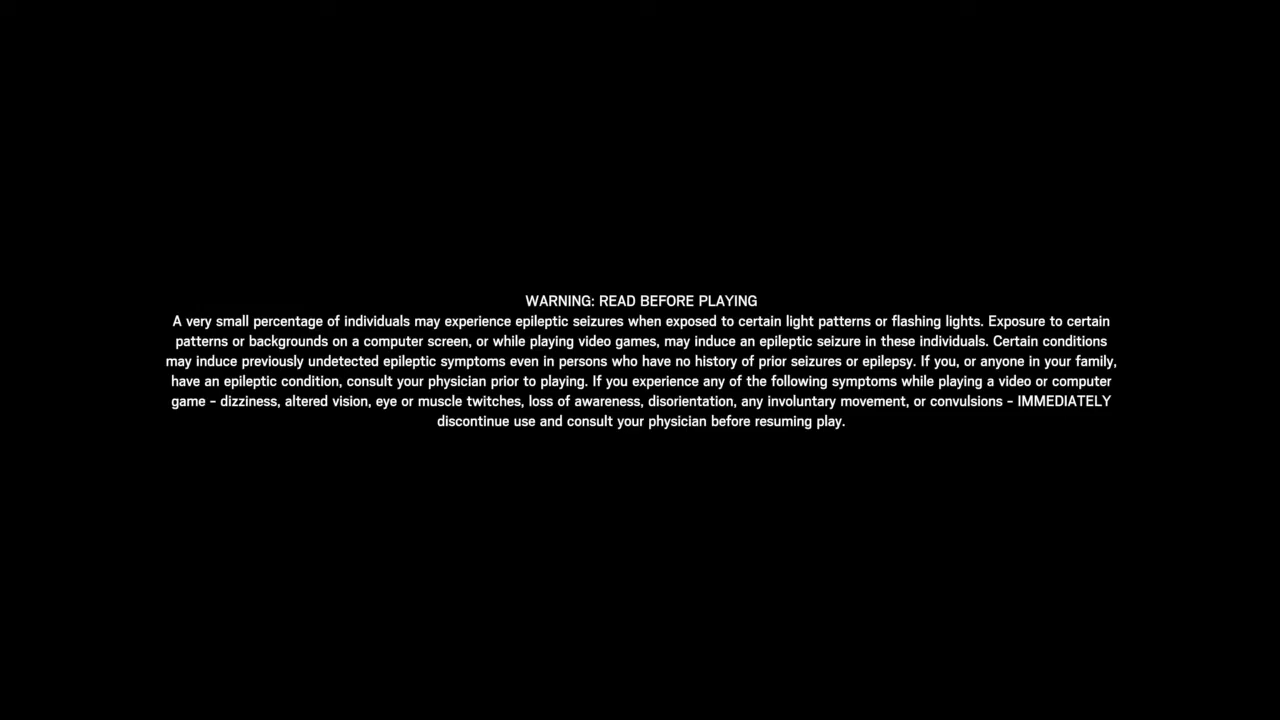 WARNING: READ BEFORE PLAYING
A very small percentage of individuals may experience epileptic seizures when exposed to certain light patterns or flashing lights. Exposure to certain
patterns or backgrounds on a computer screen, or while playing video games, may induce an epileptic seizure in these individuals. Certain conditions
may induce previously undetected epileptic symptoms even in persons who have no history of prior seizures or epilepsy. If you, or anyone in your family,
have an epileptic condition, consult your physician prior to playing. If you experience any of the following symptoms while playing a video or computer
game - dizziness, altered vision, eye or muscle twitches, loss of awareness, disorientation, any involuntary movement, or convulsions - IMMEDIATELY
discontinue use and consult your physician before resuming play.